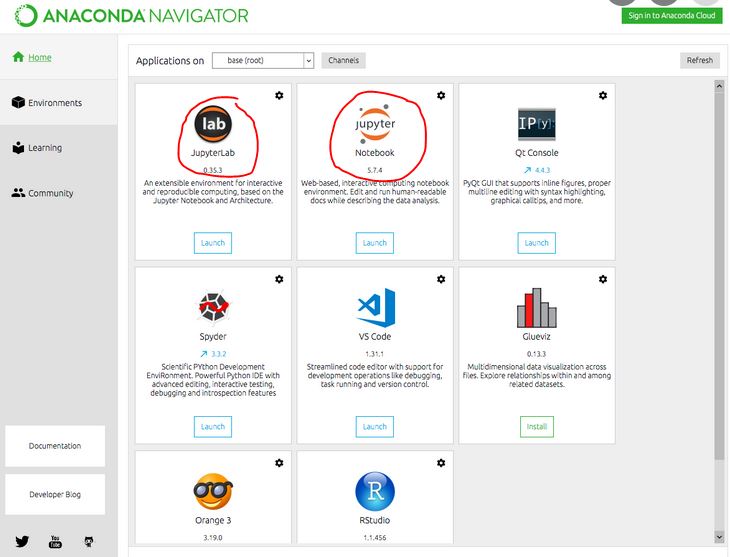 ANACONDA NAVIGATOR
Sign in to Anaconda Cloud
Home
Environments
Learning
Community
Documentation
Developer Blog
You
Tube
Applications on
base (root)
Channels
Refresh
lab
JupyterLab
0.35.3
An extensible environment for interactive
and reproducible computing, based on the
Jupyter Notebook and Architecture.
Launch
jupyter
Notebook
5.7.4
Web-based, interactive computing notebook
environment. Edit and run human-readable
docs while describing the data analysis.
Launch
IP[y]:
Qt Console
4.4.3
PyQt GUI that supports inline figures, proper
multiline editing with syntax highlighting,
graphical calltips, and more.
Launch
Spyder
3.3.2
Scientific PYthon Development
EnviRonment. Powerful Python IDE with
advanced editing, interactive testing,
debugging and introspection features
Launch
VS Code
1.31.1
Streamlined code editor with support for
development operations like debugging,
task running and version control.
Launch
Glueviz
0.13.3
Multidimensional data visualization across
files. Explore relationships within and among
related datasets.
Install
Orange 3
3.19.0
R
RStudio
1.1.456